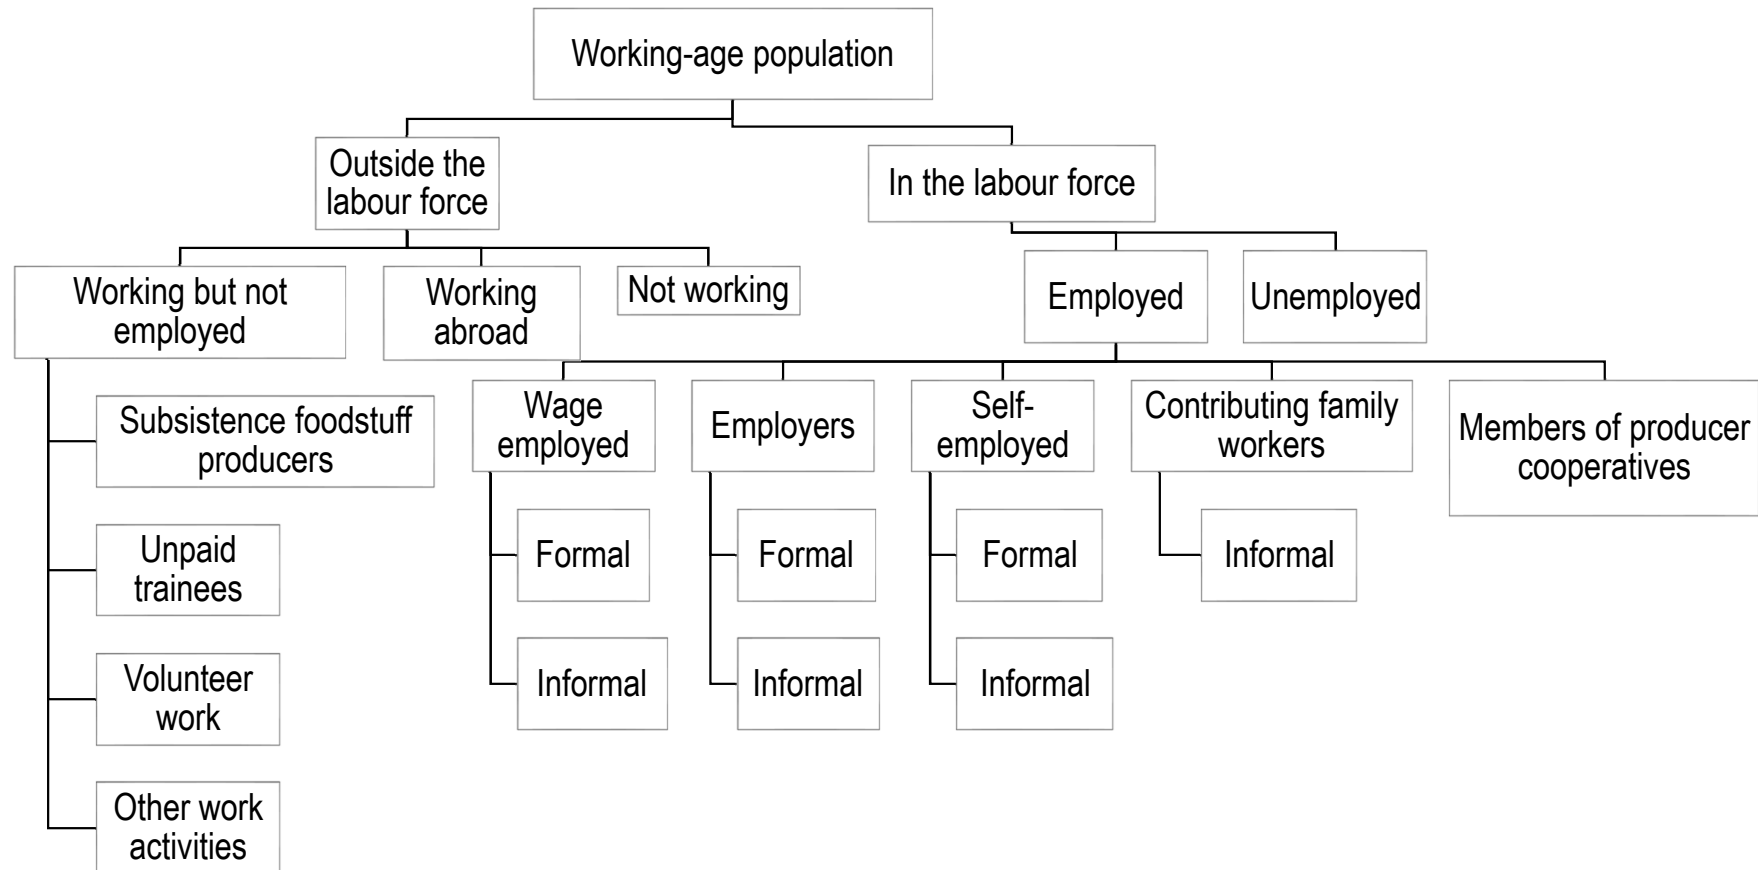 Working-age population
Outside the
labour force
In the labour force
Working but not
employed
Working
abroad
Not working
Employed
Unemployed
Subsistence foodstuff
producers
Unpaid
trainees
Volunteer
work
Other work
activities
Wage
employed
Formal
Informal
Employers
Formal
Informal
Self-
employed
Formal
Informal
Contributing family
workers
Informal
Members of producer
cooperatives